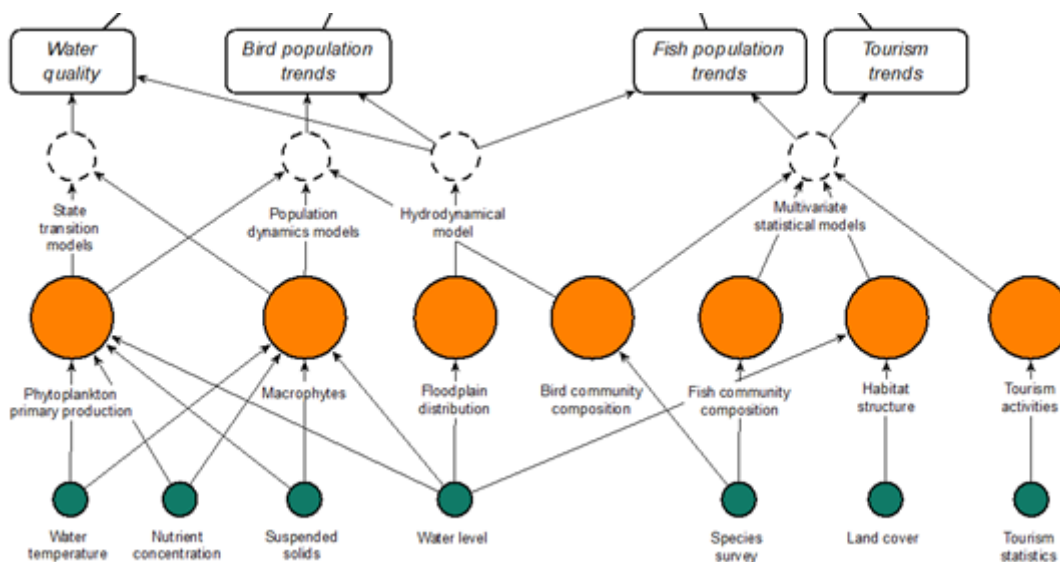 Water
quality
Bird population
trends
Fish population
trends
Tourism
trends
State
transition
models
Population
dynamics models
Hydrodynamical
model
Multivariate
statistical models
Phytoplankton
primary production
Macrophytes
Floodplain
distribution
Bird community
composition
Fish community
composition
Habitat
structure
Tourism
activities
Water
temperature
Nutrient
concentration
Suspended
solids
Water level
Species
survey
Land cover
Tourism
statistics